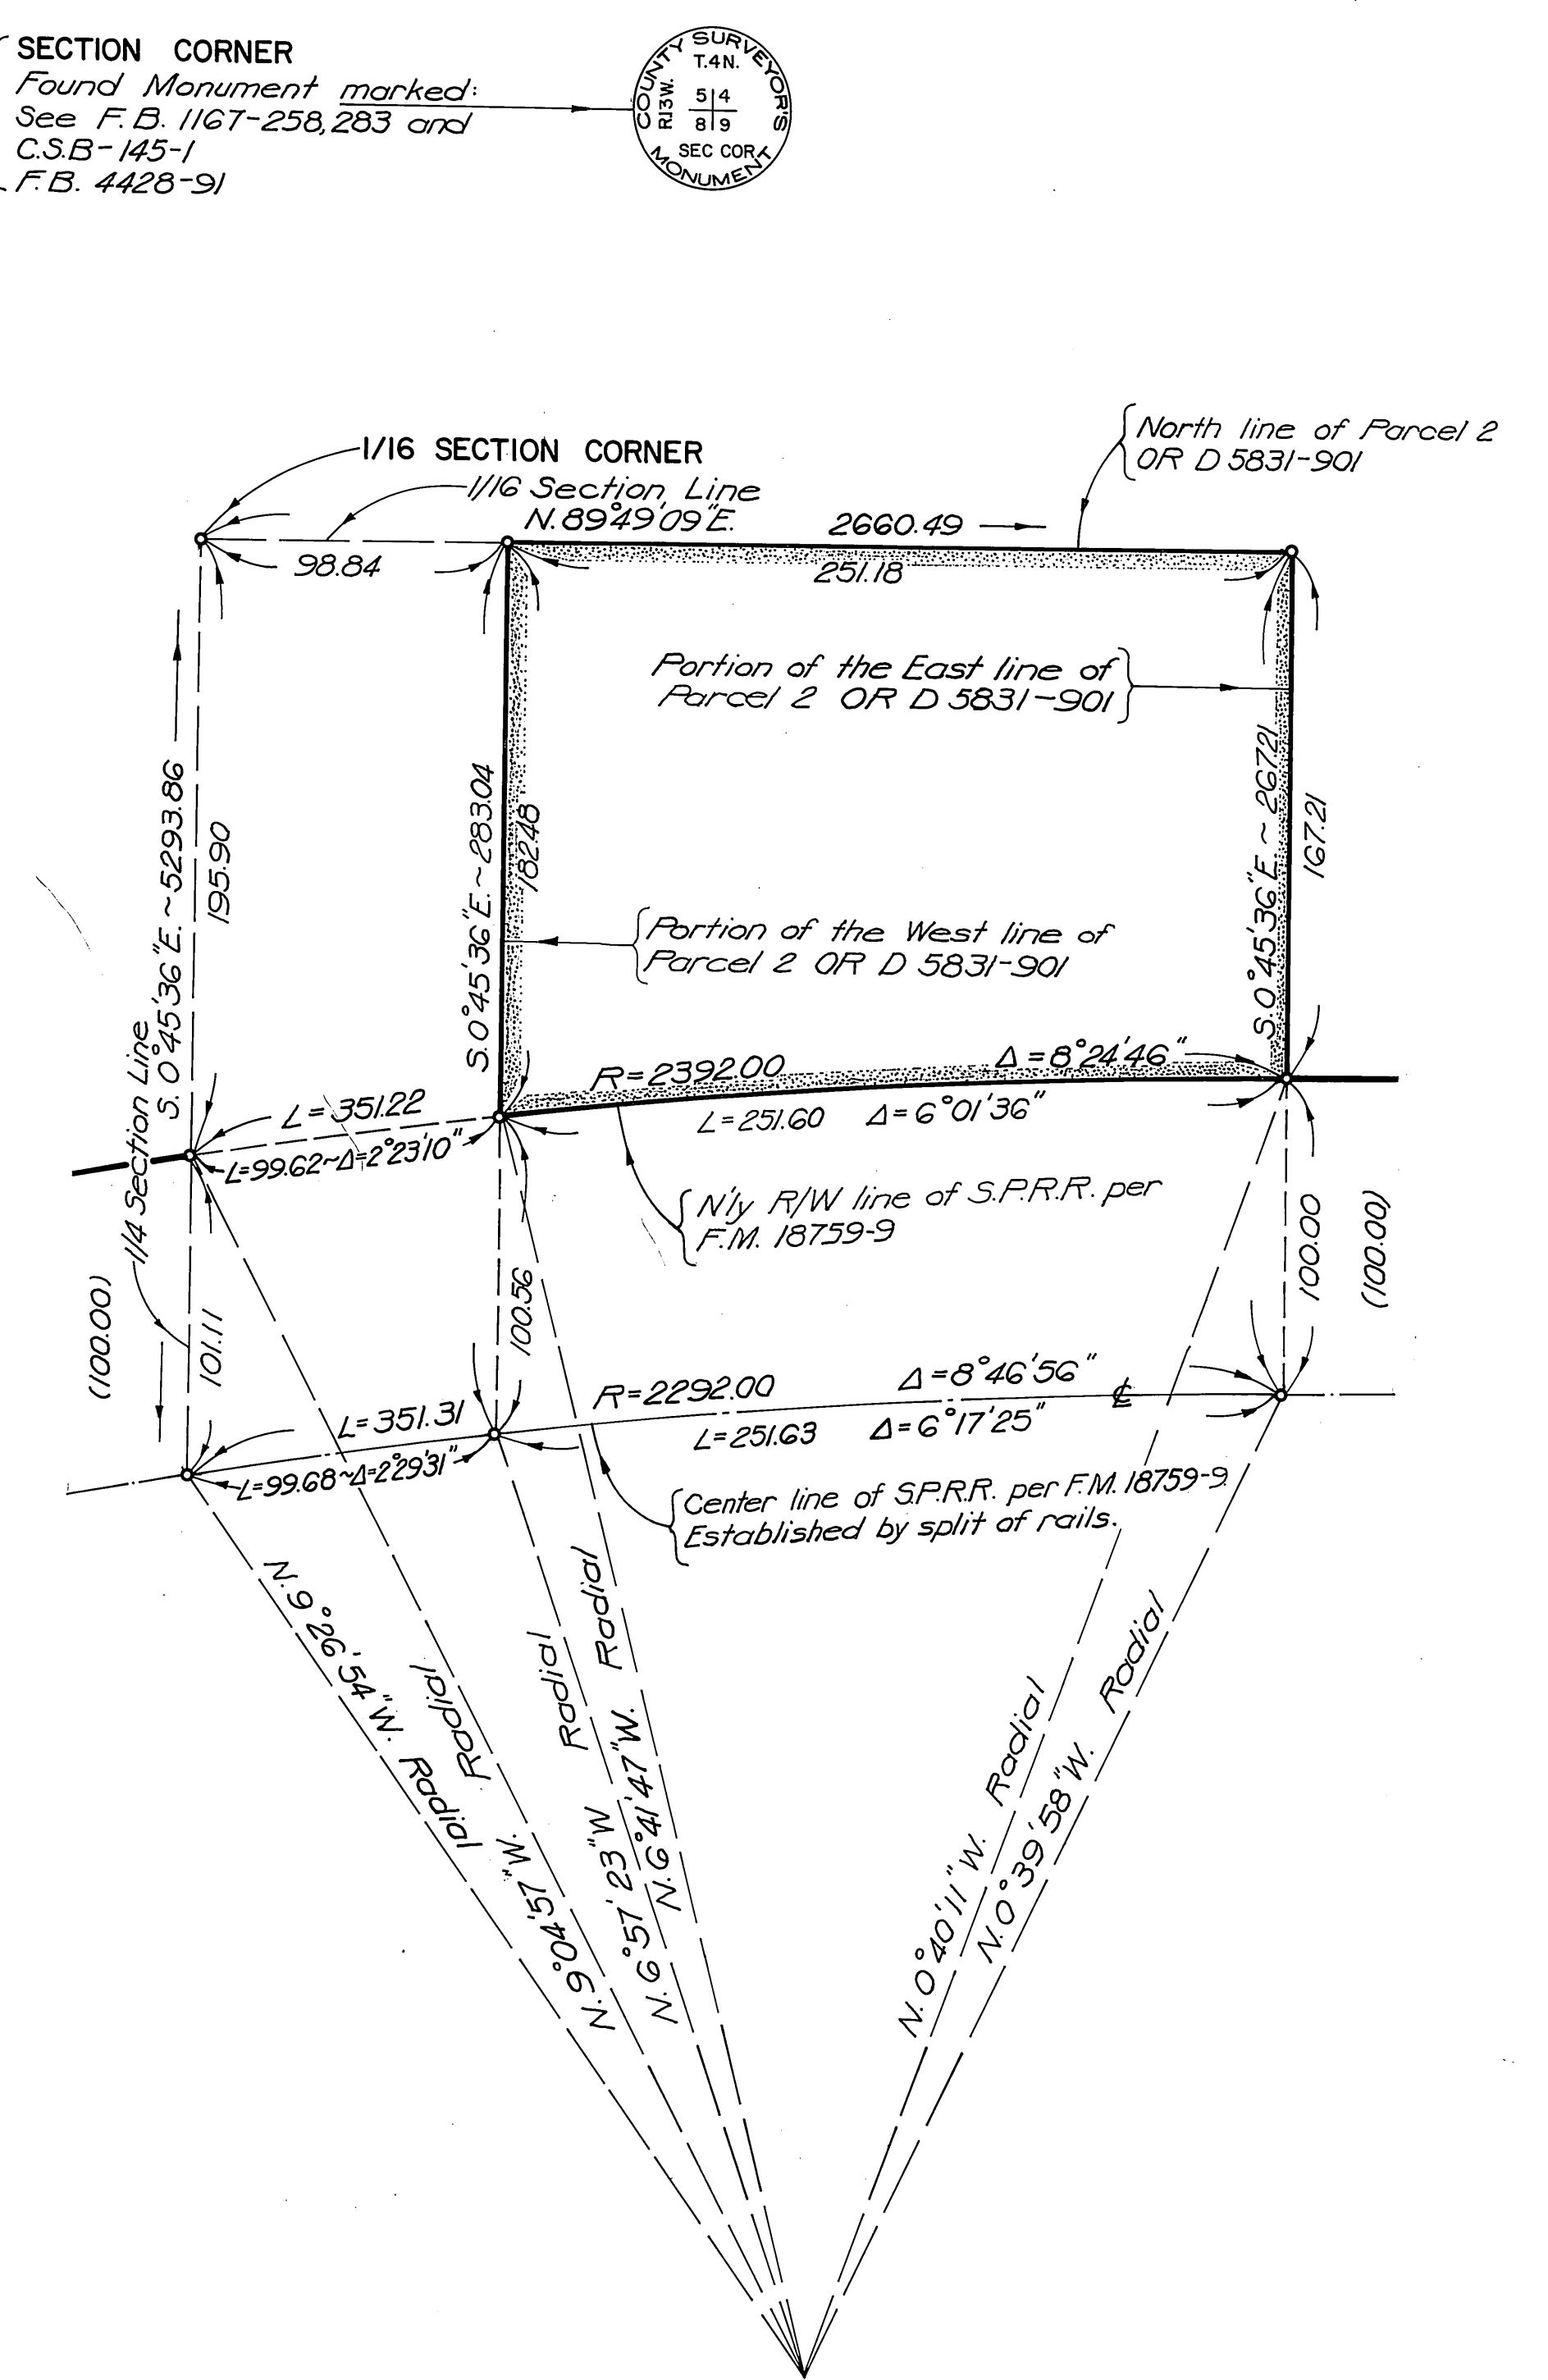 SECTION CORNER
Found Monument marked:
See F.B. 1167-258,283 and
C.S.B-145-1
F.B. 4428-91
COUNTY SURVEYOR'S
T.4N.
R13W.
5|4
8|9
SEC COR.
MONUMENT
North line of Parcel 2
OR D 5831-901
1/16 SECTION CORNER
1/16 Section Line
N. 89°49'09"E.
2660.49
98.84
251.18
Portion of the East line of
Parcel 2 OR D 5831-901
S. 0°45'36"E. ~ 5293.86
195.90
S. 0°45'36"E. ~ 283.04
182.48
S. 0°45'36"E. ~ 267.21
167.21
Portion of the West line of
Parcel 2 OR D 5831-901
1/4 Section Line
R=2392.00
Δ=8°24'46"
L=351.22
L=251.60 Δ=6°01'36"
L=99.62~Δ=2°23'10"
N'ly R/W line of S.P.R.R. per
F.M. 18759-9
(100.00)
101.11
100.56
100.00
(100.00)
R=2292.00
Δ=8°46'56"
℄
L=351.31
L=251.63 Δ=6°17'25"
L=99.68~Δ=2°29'31"
Center line of S.P.R.R. per F.M. 18759-9
Established by split of rails.
N. 9°26'54"W. Radial
N. 9°04'57"W. Radial
N. 6°57'23"W Radial
N. 6°41'47"W. Radial
N. 0°40'11"W. Radial
N. 0°39'58"W. Radial